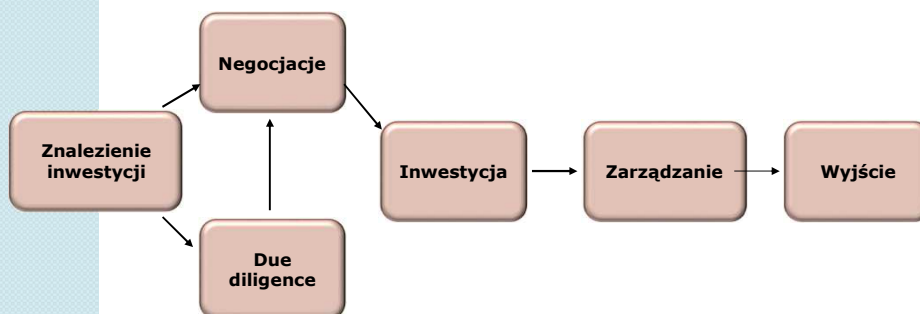 Negocjacje
Znalezienie
inwestycji
Due
diligence
Inwestycja
Zarządzanie
Wyjście